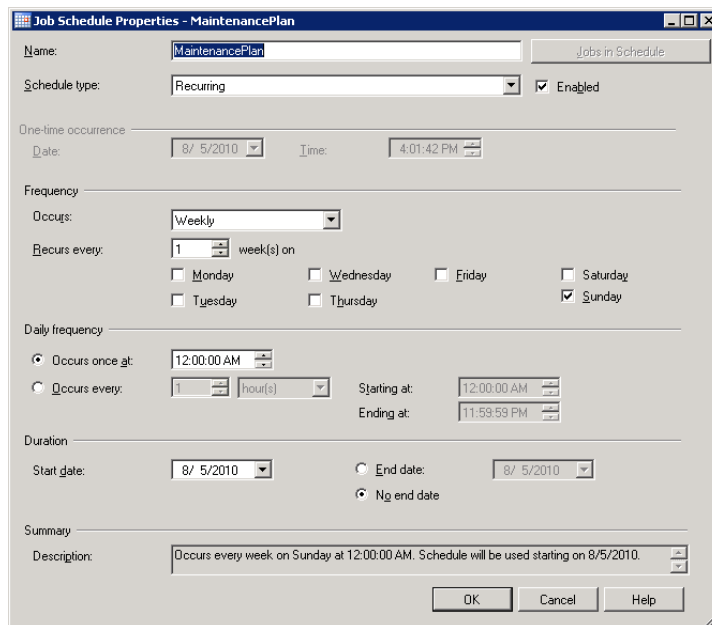 Job Schedule Properties - MaintenancePlan
Name: MaintenancePlan Jobs in Schedule
Schedule type: Recurring Enabled
One-time occurrence
Date: 8/ 5/2010 Time: 4:01:42 PM
Frequency
Occurs: Weekly
Recurs every: 1 week(s) on
Monday Wednesday Friday Saturday
Tuesday Thursday Sunday
Daily frequency
Occurs once at: 12:00:00 AM
Occurs every: 1 hour(s) Starting at: 12:00:00 AM
Ending at: 11:59:59 PM
Duration
Start date: 8/ 5/2010 End date: 8/ 5/2010
No end date
Summary
Description: Occurs every week on Sunday at 12:00:00 AM. Schedule will be used starting on 8/5/2010.
OK Cancel Help